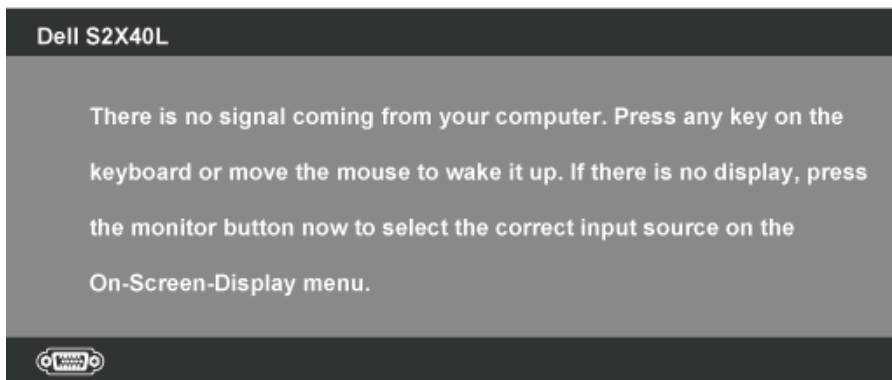 Dell S2X40L
There is no signal coming from your computer. Press any key on the
keyboard or move the mouse to wake it up. If there is no display, press
the monitor button now to select the correct input source on the
On-Screen-Display menu.